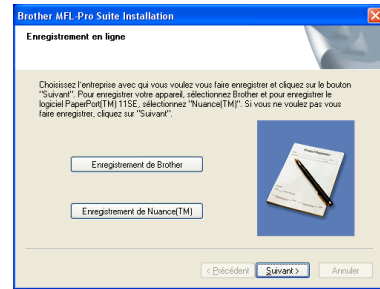 Brother MFL-Pro Suite Installation
Enregistrement en ligne
Choisissez l'entreprise avec qui vous voulez vous faire enregistrer et cliquez sur le bouton
"Suivant". Pour enregistrer votre appareil, sélectionnez Brother et pour enregistrer le
logiciel PaperPort(TM) 11SE, sélectionnez "Nuance(TM)". Si vous ne voulez pas vous
faire enregistrer, cliquez sur "Suivant".
Enregistrement de Brother
Product Registration
Enregistrement de Nuance(TM)
< Précédent Suivant > Annuler